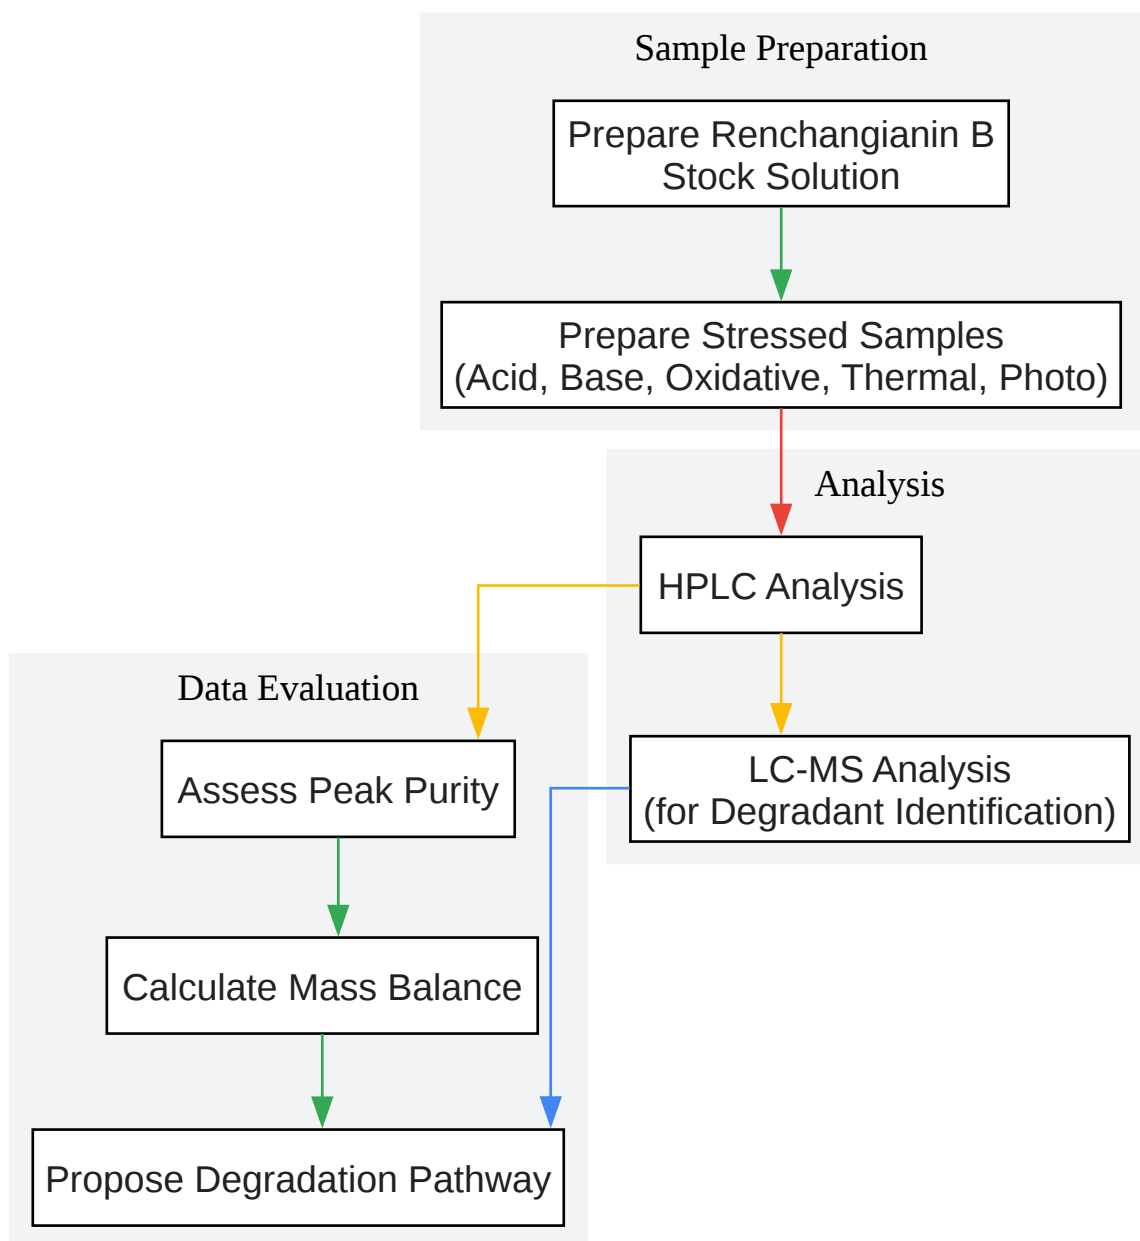 Sample Preparation
Prepare Renchangianin B
Stock Solution
Prepare Stressed Samples
(Acid, Base, Oxidative, Thermal, Photo)
Analysis
HPLC Analysis
LC-MS Analysis
(for Degradant Identification)
Data Evaluation
Assess Peak Purity
Calculate Mass Balance
Propose Degradation Pathway